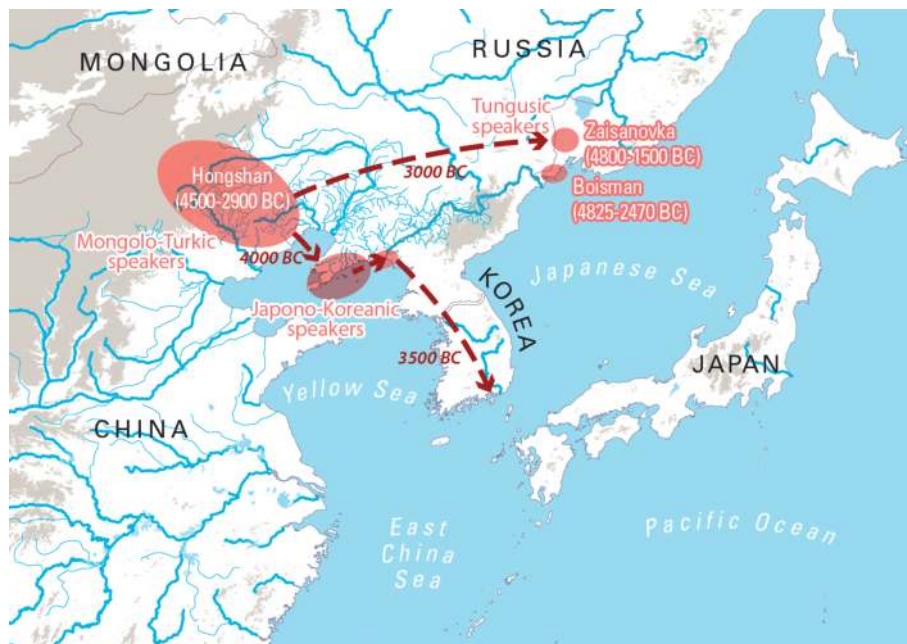 MONGOLIA
RUSSIA
Tungusic
speakers
Zaisanovka
(4800-1500 BC)
3000 BC
Hongshan
(4500-2900 BC)
Boisman
(4825-2470 BC)
Mongolo-Turkic
speakers
4000 BC
Japono-Koreanic
speakers
KOREA
Japanese Sea
3500 BC
JAPAN
Yellow Sea
CHINA
East
China
Sea
Pacific Ocean